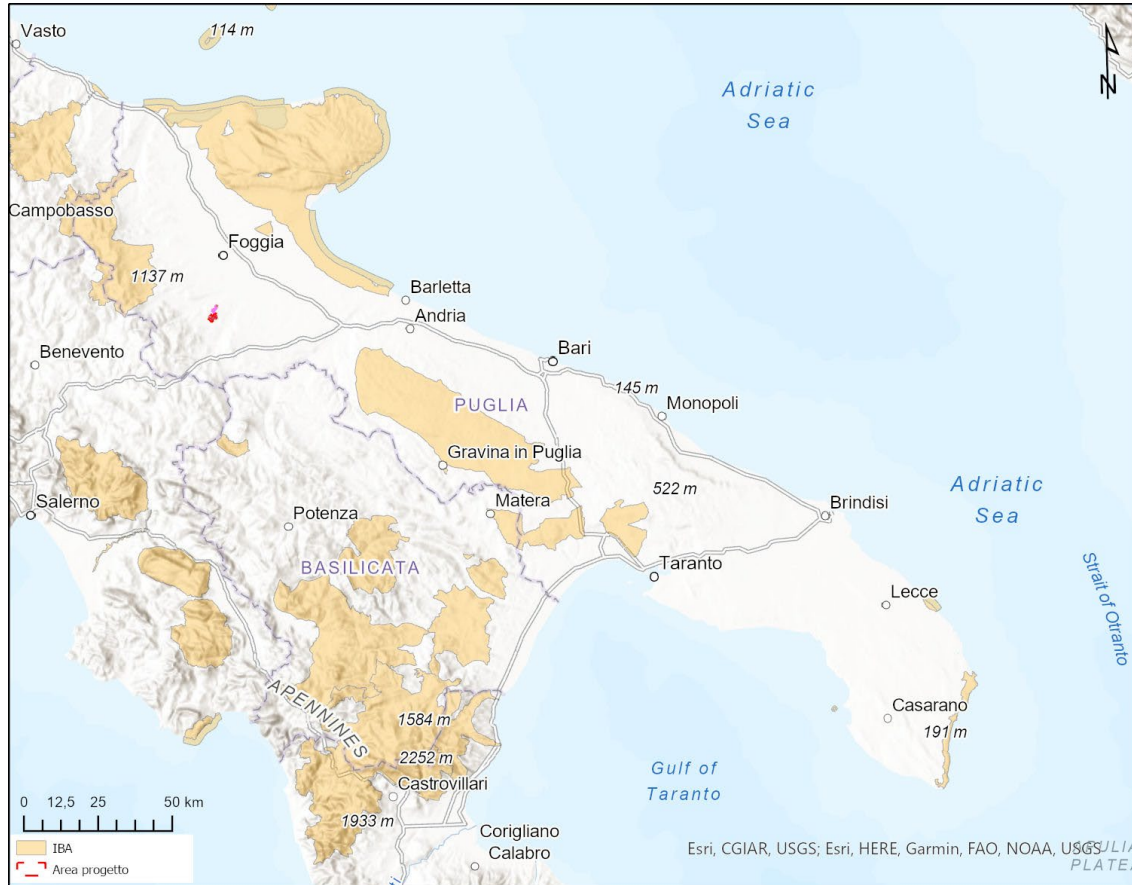 Vasto
114 m
Adriatic
Sea
N
Campobasso
Foggia
1137 m
Barletta
Andria
Benevento
Bari
145 m
PUGLIA
Monopoli
Gravina in Puglia
522 m
Adriatic
Sea
Salerno
Potenza
Matera
Brindisi
BASILICATA
Taranto
Lecce
Strait of Otranto
APENNINES
1584 m
Casarano
191 m
2252 m
Gulf of
Taranto
Castrovillari
0 12,5 25 50 km
1933 m
Corigliano
Calabro
IBA
Area progetto
Esri, CGIAR, USGS; Esri, HERE, Garmin, FAO, NOAA, USGS